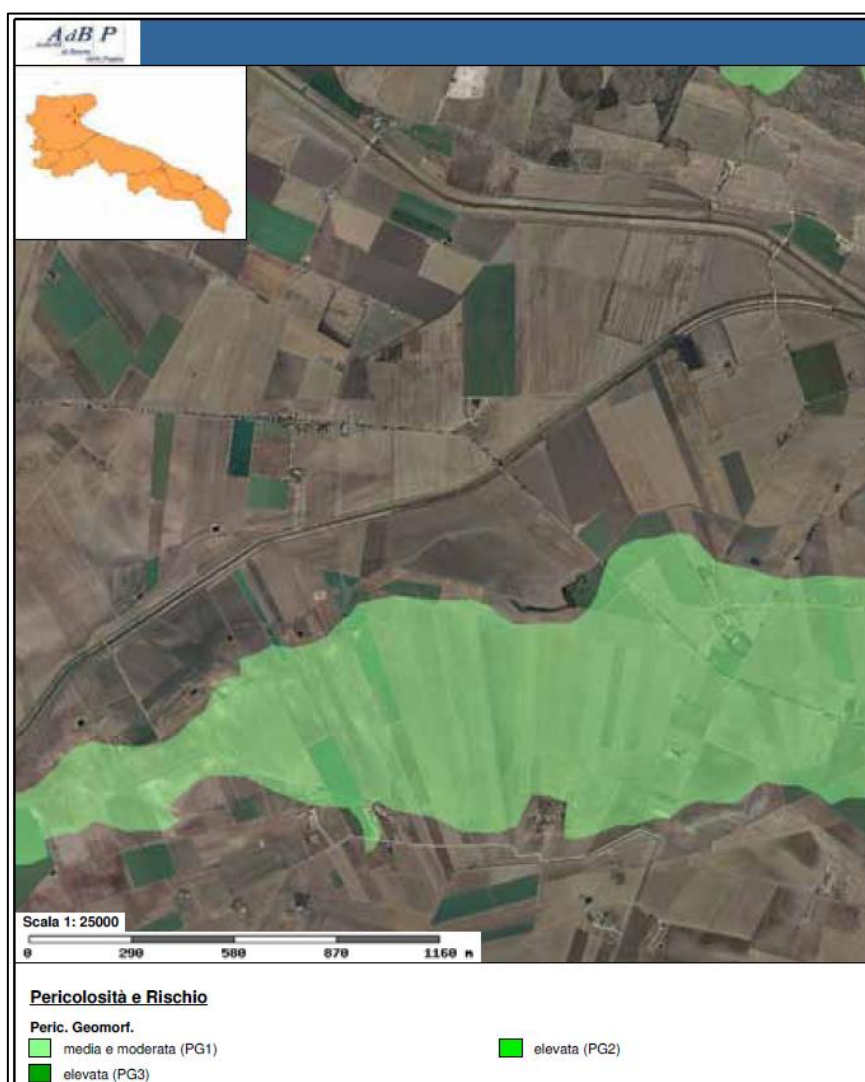 AdB P
Scala 1: 25000
0 290 580 870 1160 m
Pericolosità e Rischio
Peric. Geomorf.
media e moderata (PG1)
elevata (PG2)
elevata (PG3)